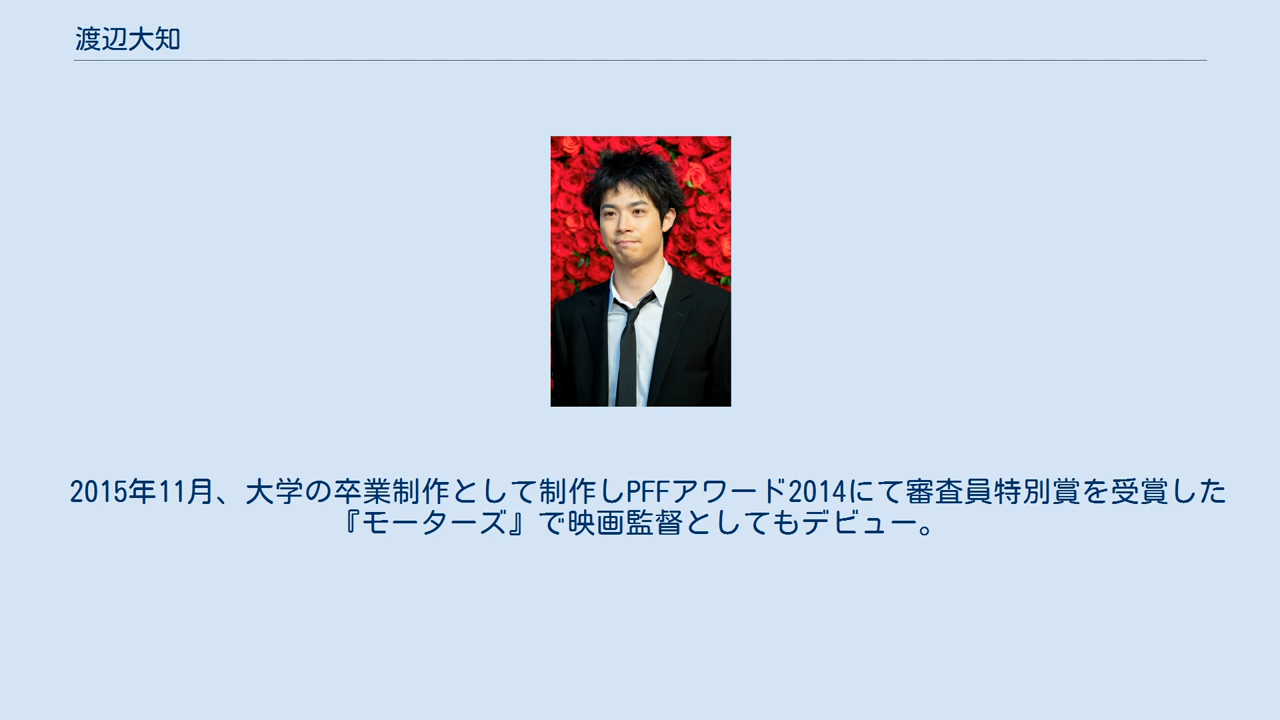 渡辺大知
2015年11月、大学の卒業制作として制作しPFFアワード2014にて審査員特別賞を受賞した
『モーターズ』で映画監督としてもデビュー。